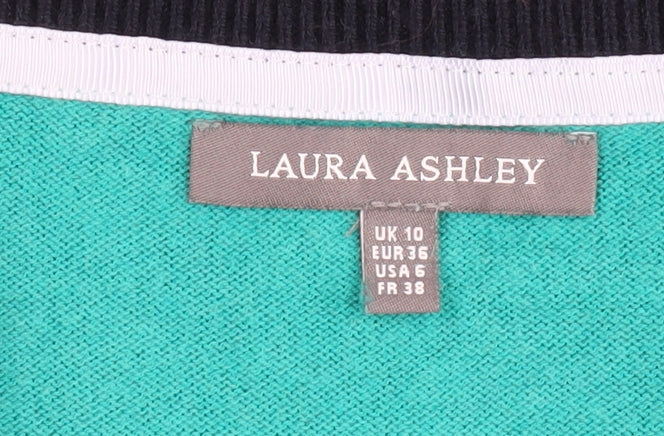 LAURA ASHLEY
UK 10
EUR 36
USA 6
FR 38